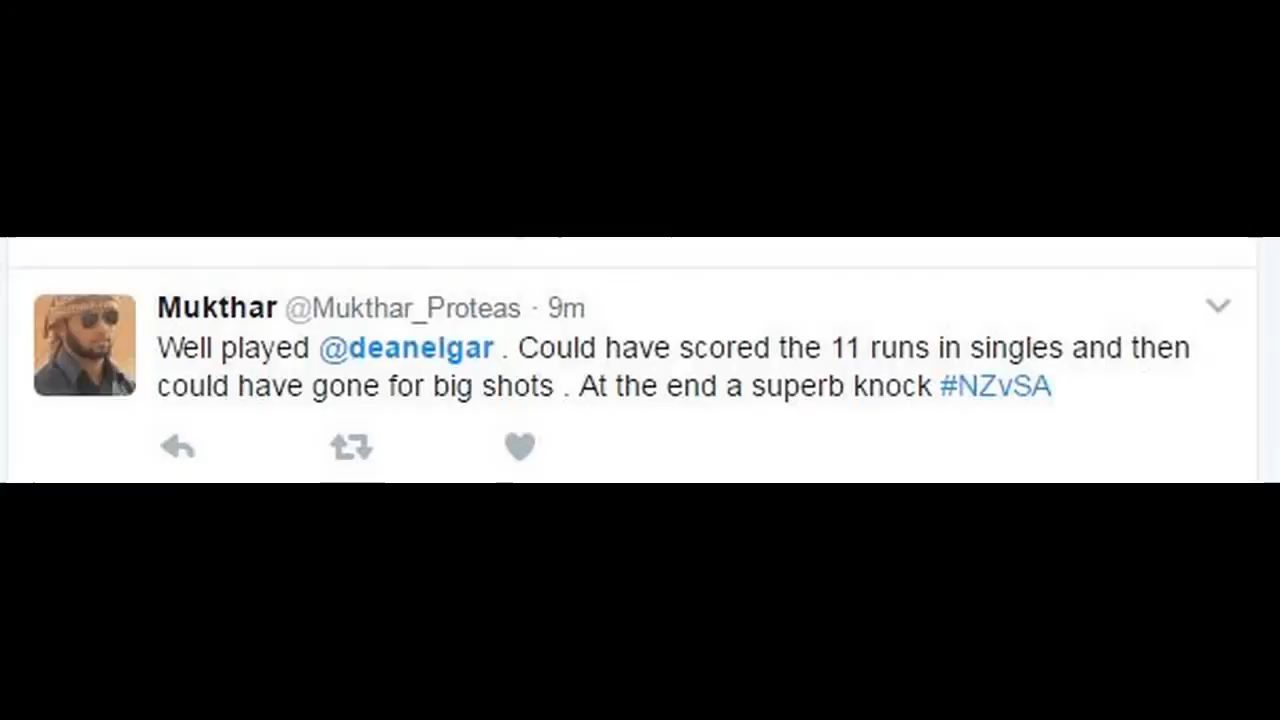 Mukthar @Mukthar_Proteas · 9m
Well played @deanelgar . Could have scored the 11 runs in singles and then
could have gone for big shots . At the end a superb knock #NZvSA